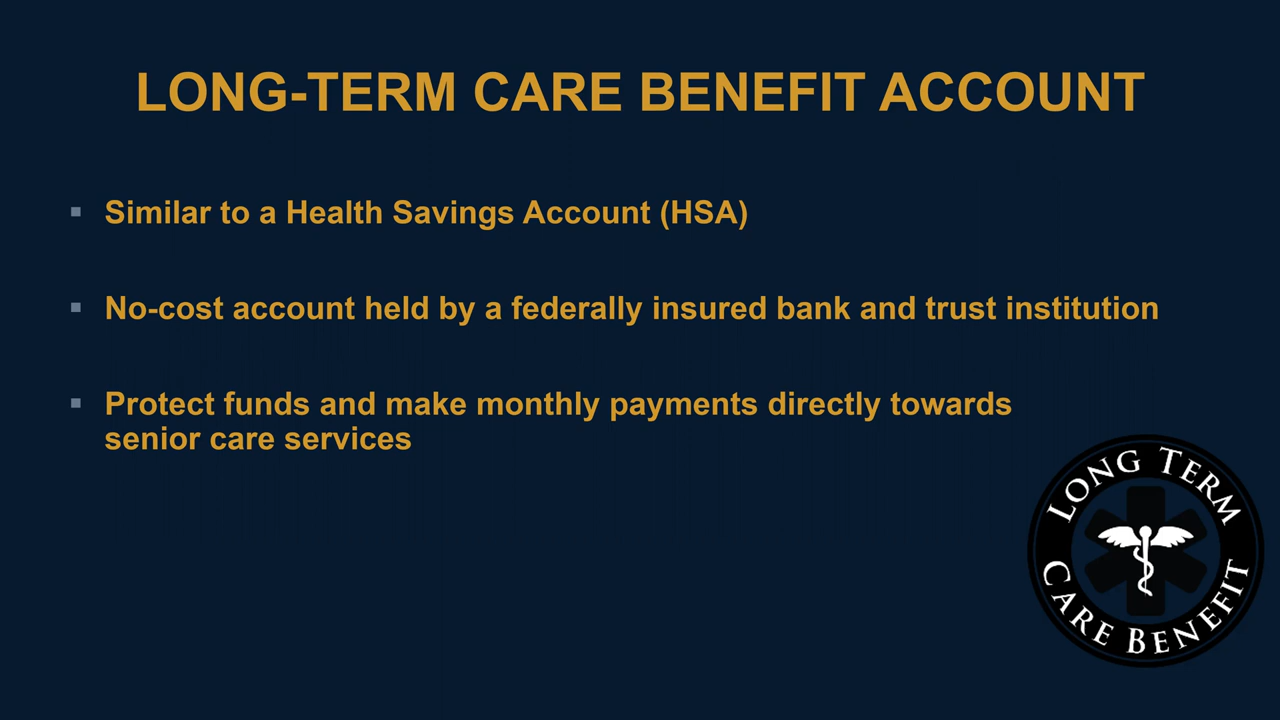 LONG-TERM CARE BENEFIT ACCOUNT
▪ Similar to a Health Savings Account (HSA)
▪ No-cost account held by a federally insured bank and trust institution
▪ Protect funds and make monthly payments directly towards
senior care services
LONG TERM
CARE BENEFIT